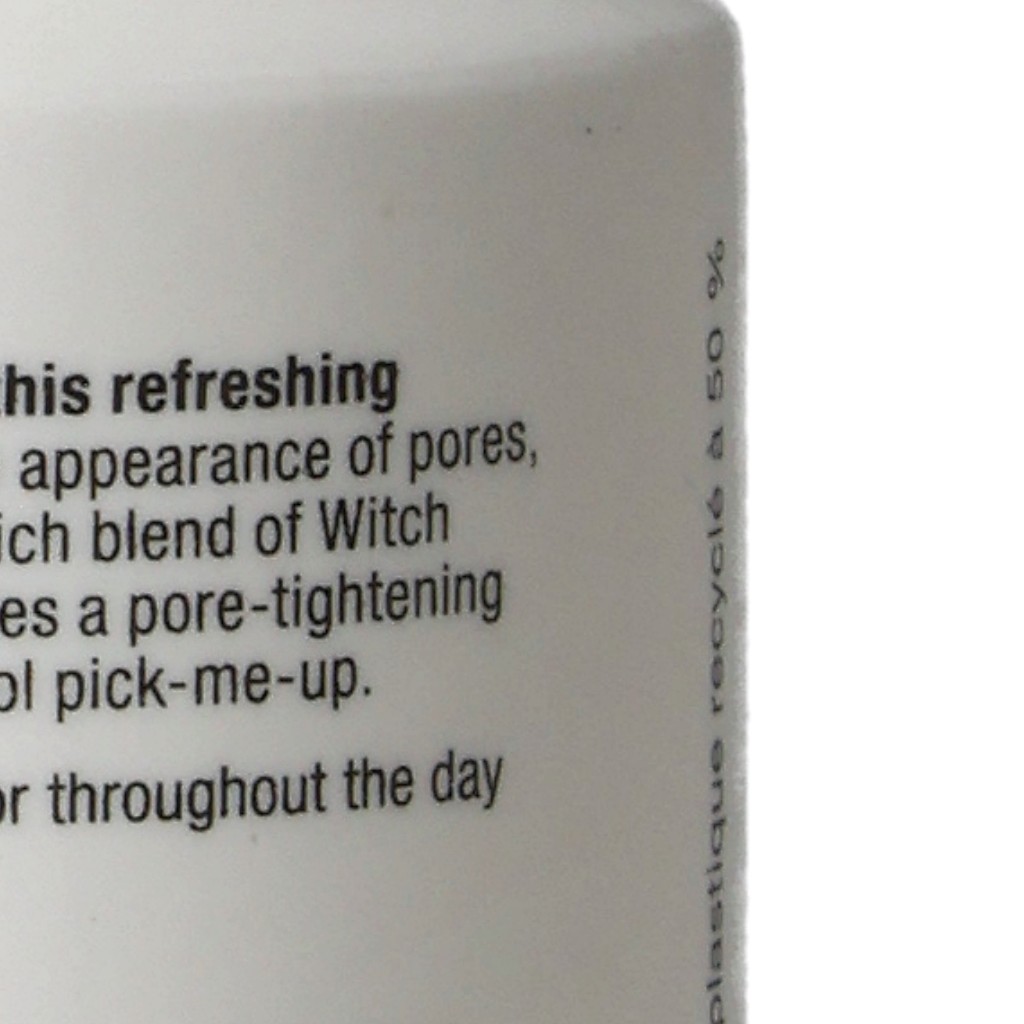 this refreshing
appearance of pores,
ich blend of Witch
es a pore-tightening
ol pick-me-up.
or throughout the day
plastique recyclé à 50 %